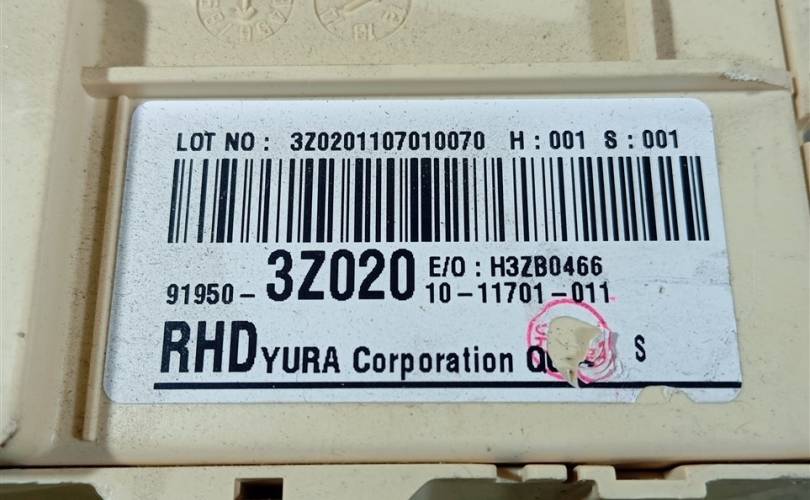 LOT NO : 3Z0201107010070 H : 001 S : 001
91950 - 3Z020 E/O : H3ZB0466
10-11701-011
RHD YURA Corporation S